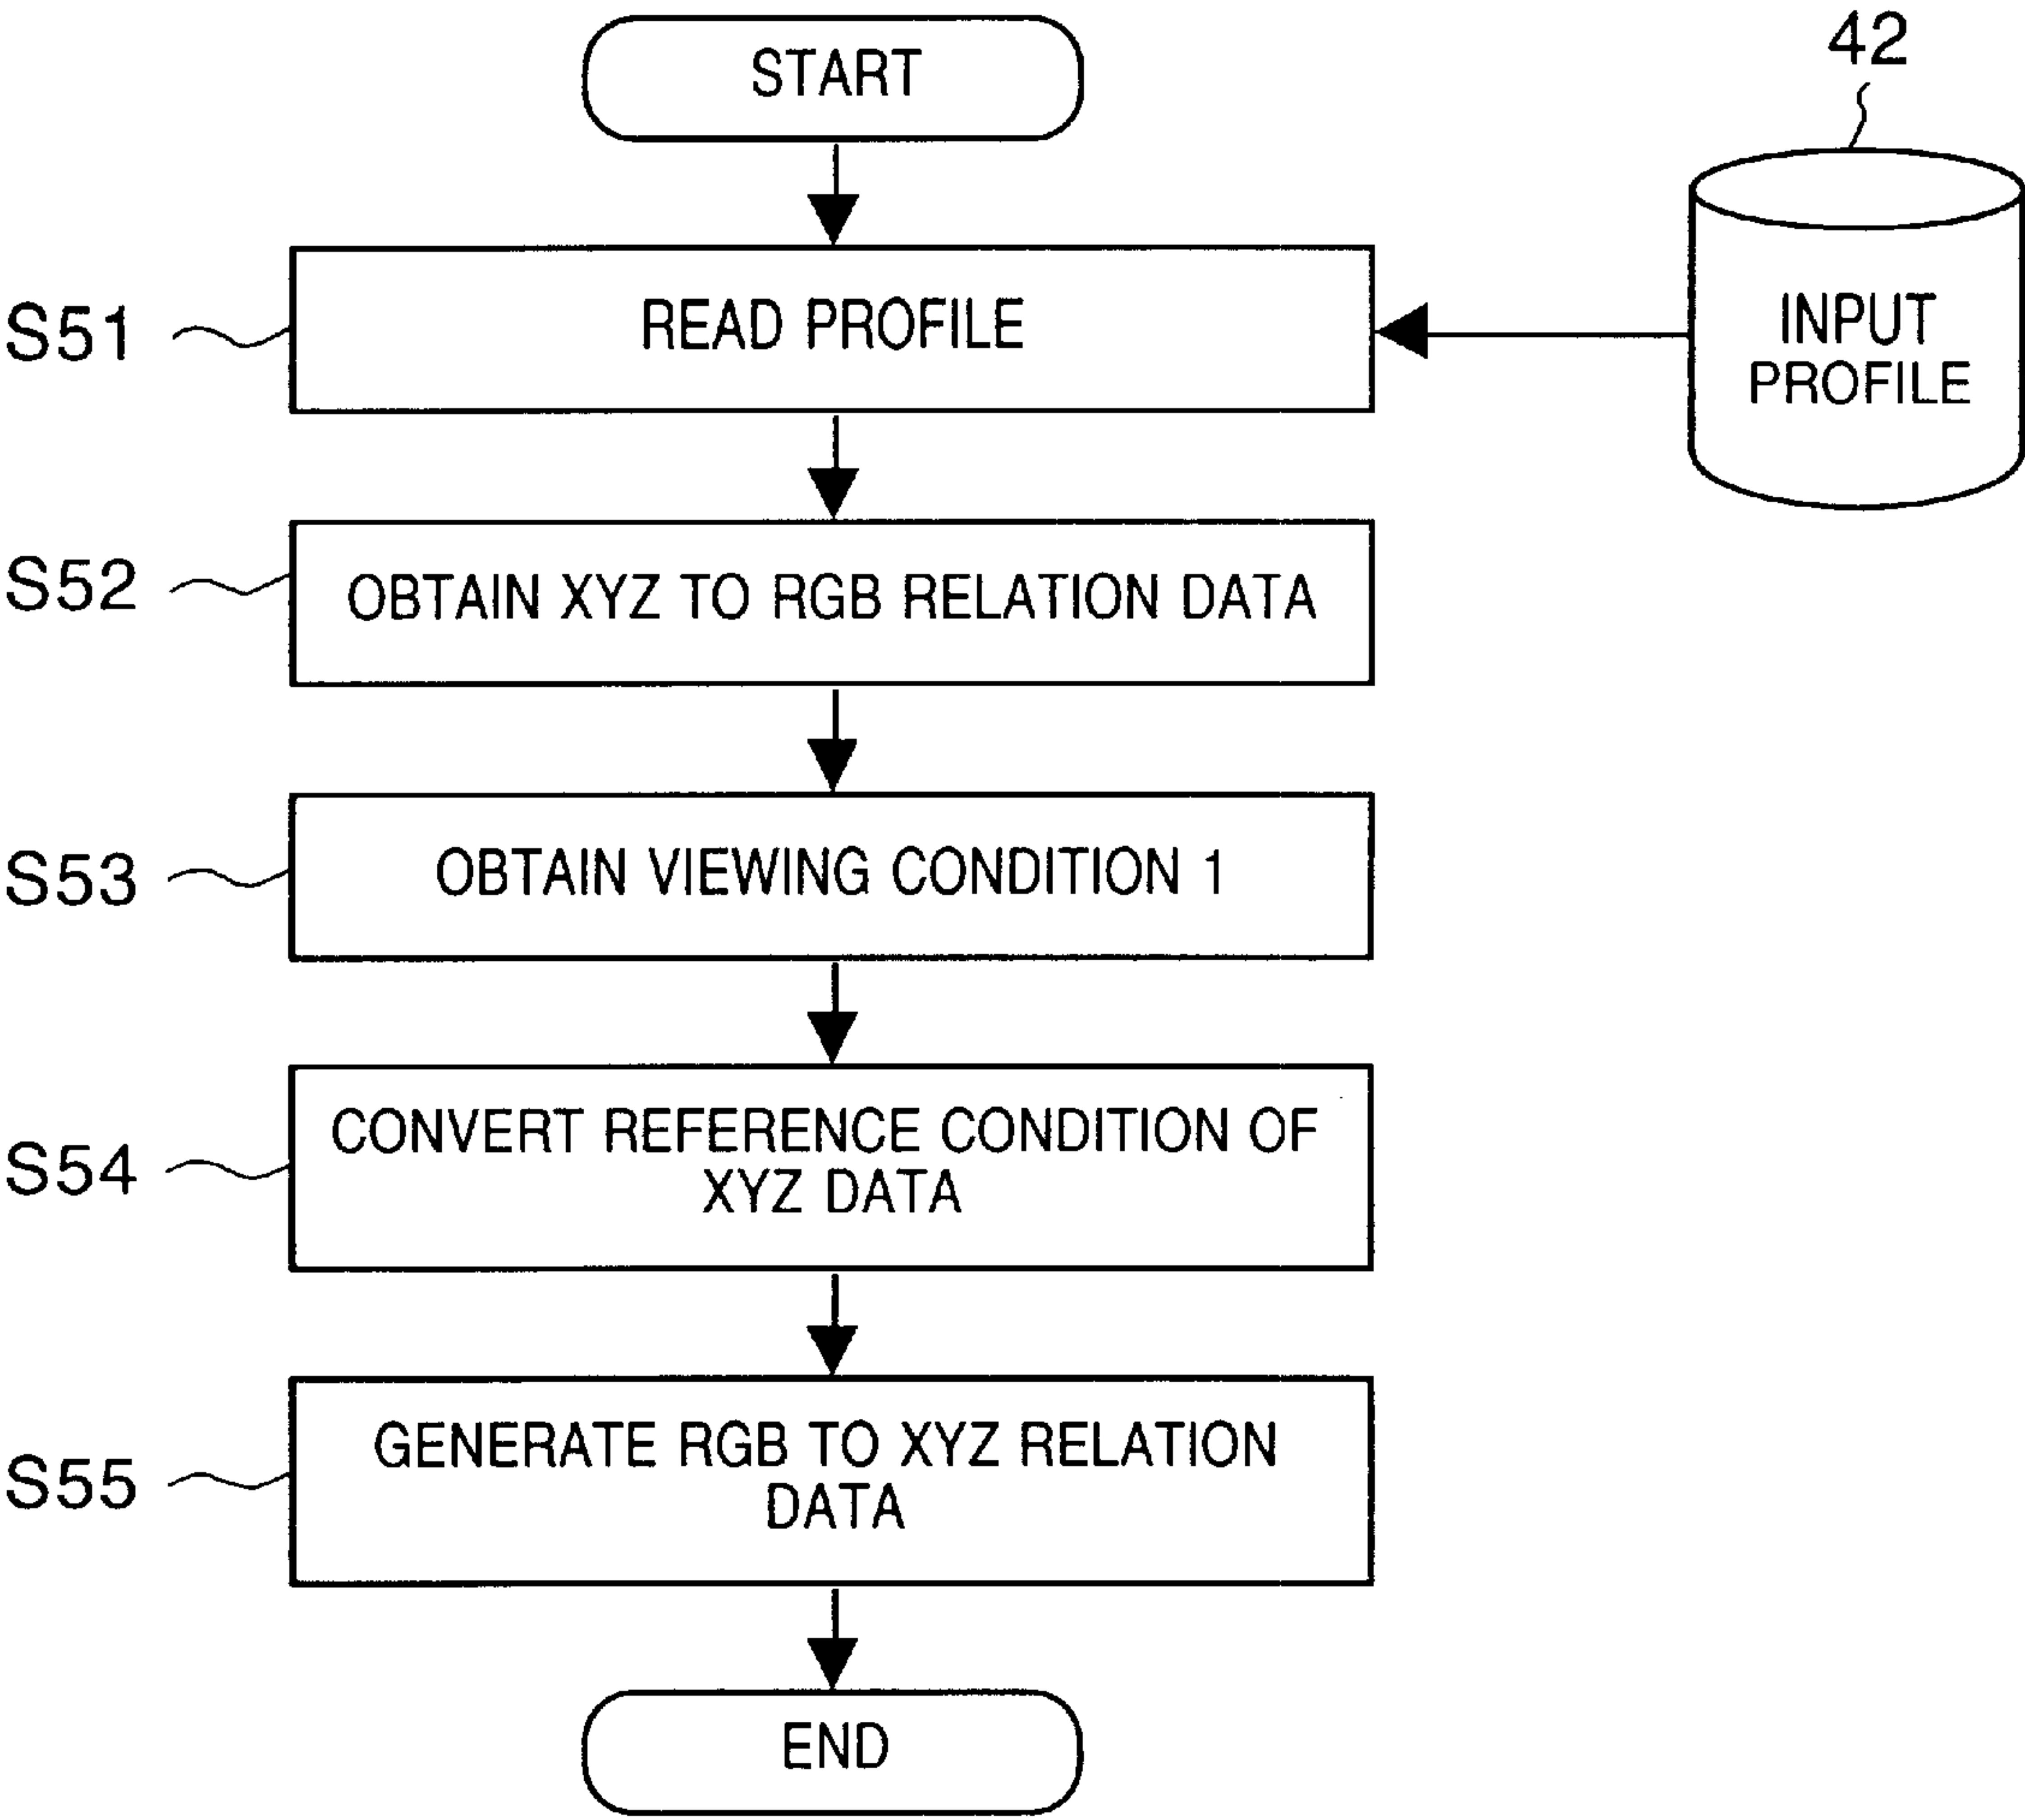 START
42
S51
READ PROFILE
INPUT
PROFILE
S52
OBTAIN XYZ TO RGB RELATION DATA
S53
OBTAIN VIEWING CONDITION 1
S54
CONVERT REFERENCE CONDITION OF
XYZ DATA
S55
GENERATE RGB TO XYZ RELATION
DATA
END